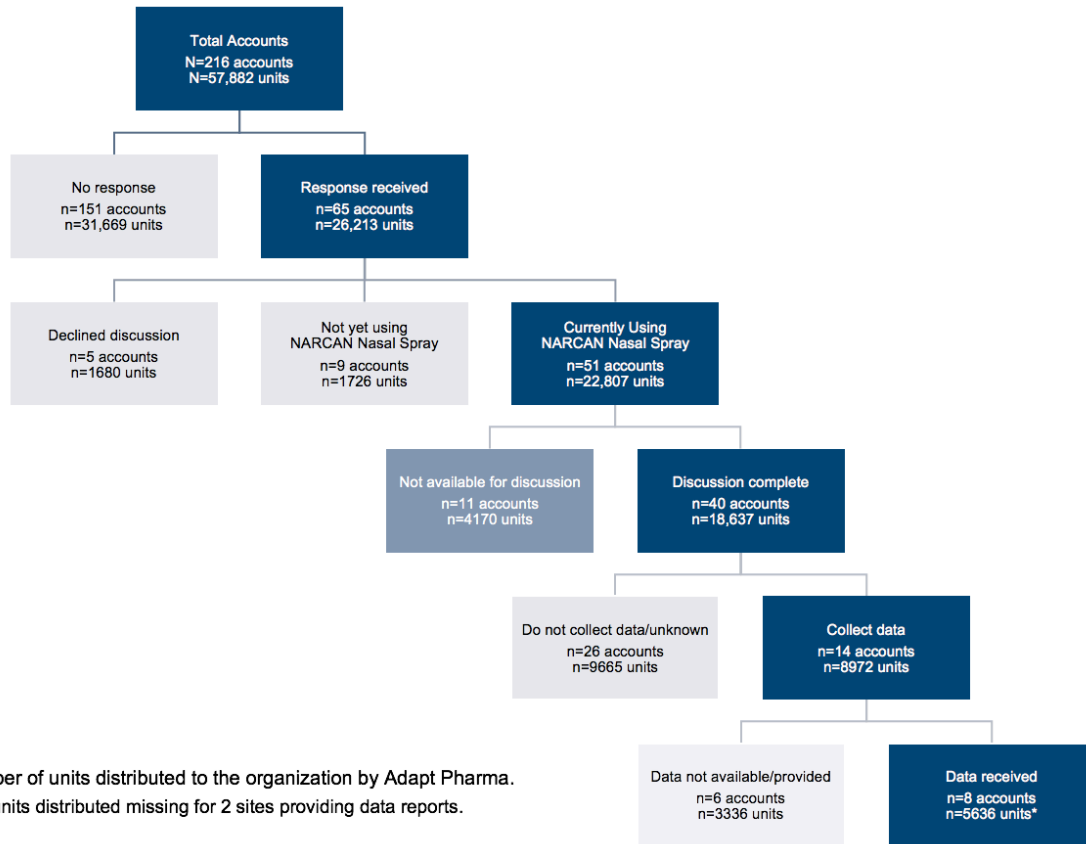 Total Accounts
N=216 accounts
N=57,882 units
No response
n=151 accounts
n=31,669 units
Response received
n=65 accounts
n=26,213 units
Declined discussion
n=5 accounts
n=1680 units
Not yet using
NARCAN Nasal Spray
n=9 accounts
n=1726 units
Currently Using
NARCAN Nasal Spray
n=51 accounts
n=22,807 units
Not available for discussion
n=11 accounts
n=4170 units
Discussion complete
n=40 accounts
n=18,637 units
Do not collect data/unknown
n=26 accounts
n=9665 units
Collect data
n=14 accounts
n=8972 units
Data not available/provided
n=6 accounts
n=3336 units
Data received
n=8 accounts
n=5636 units*
of units distributed to the organization by Adapt Pharma.
distributed missing for 2 sites providing data reports.